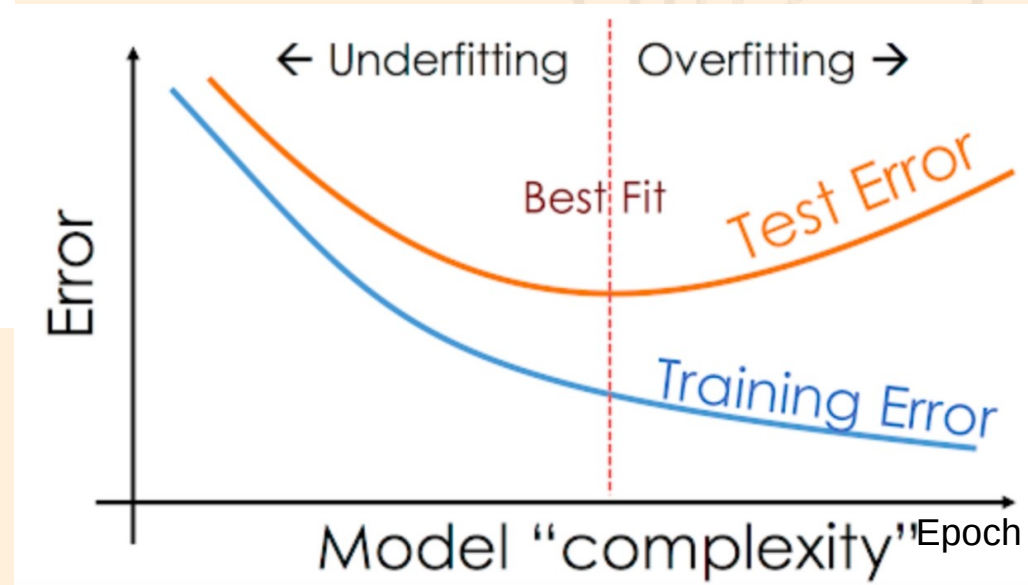 ← Underfitting
Overfitting →
Best Fit
Test Error
Error
Training Error
Model “complexity”
Epoch